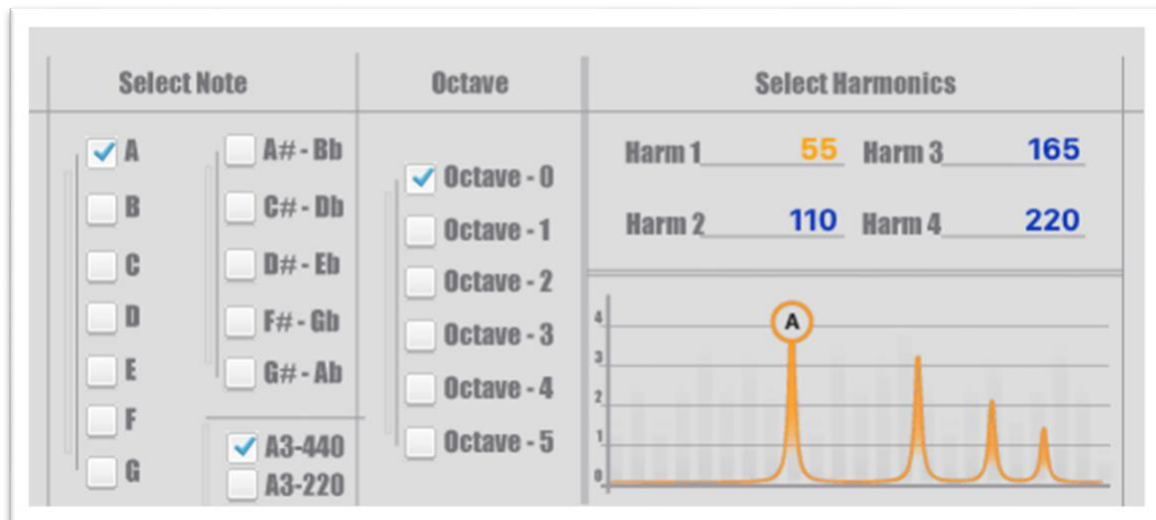 Select Note
A
B
C
D
E
F
G
A# - Bb
C# - Db
D# - Eb
F# - Gb
G# - Ab
A3-440
A3-220
Octave
Octave - 0
Octave - 1
Octave - 2
Octave - 3
Octave - 4
Octave - 5
Select Harmonics
Harm 1 55 Harm 3 165
Harm 2 110 Harm 4 220
A
4
3
2
1
0